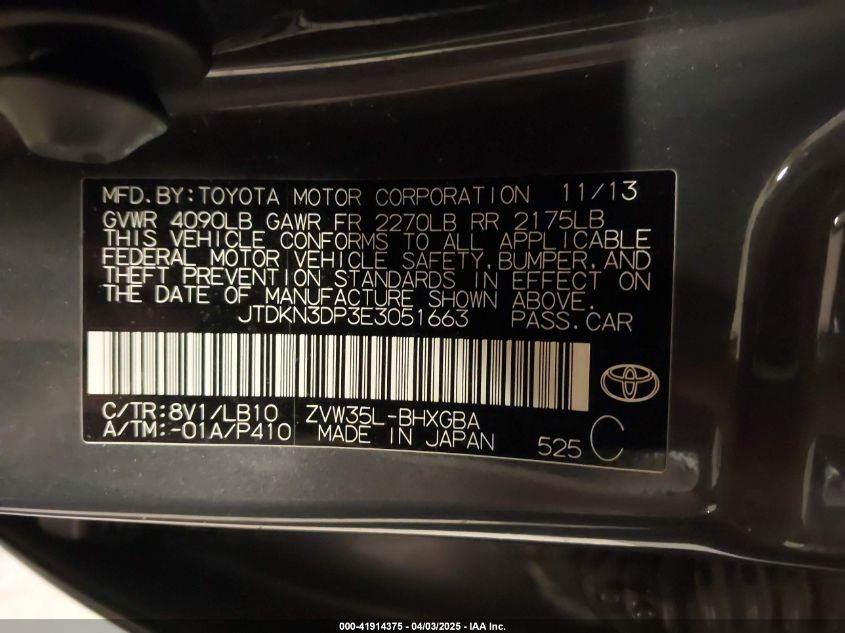 MFD.BY:TOYOTA MOTOR CORPORATION 11/13
GVWR 4090LB GAWR FR 2270LB RR 2175LB
THIS VEHICLE CONFORMS TO ALL APPLICABLE
FEDERAL MOTOR VEHICLE SAFETY,BUMPER,AND
THEFT PREVENTION STANDARDS IN EFFECT ON
THE DATE OF MANUFACTURE SHOWN ABOVE.
JTDKN3DP3E3051663 PASS.CAR
C/TR:8V1/LB10 ZVW35L-BHXGBA
A/TM:-01A/P410 MADE IN JAPAN 525 C
000-41914375 - 04/03/2025 - IAA Inc.